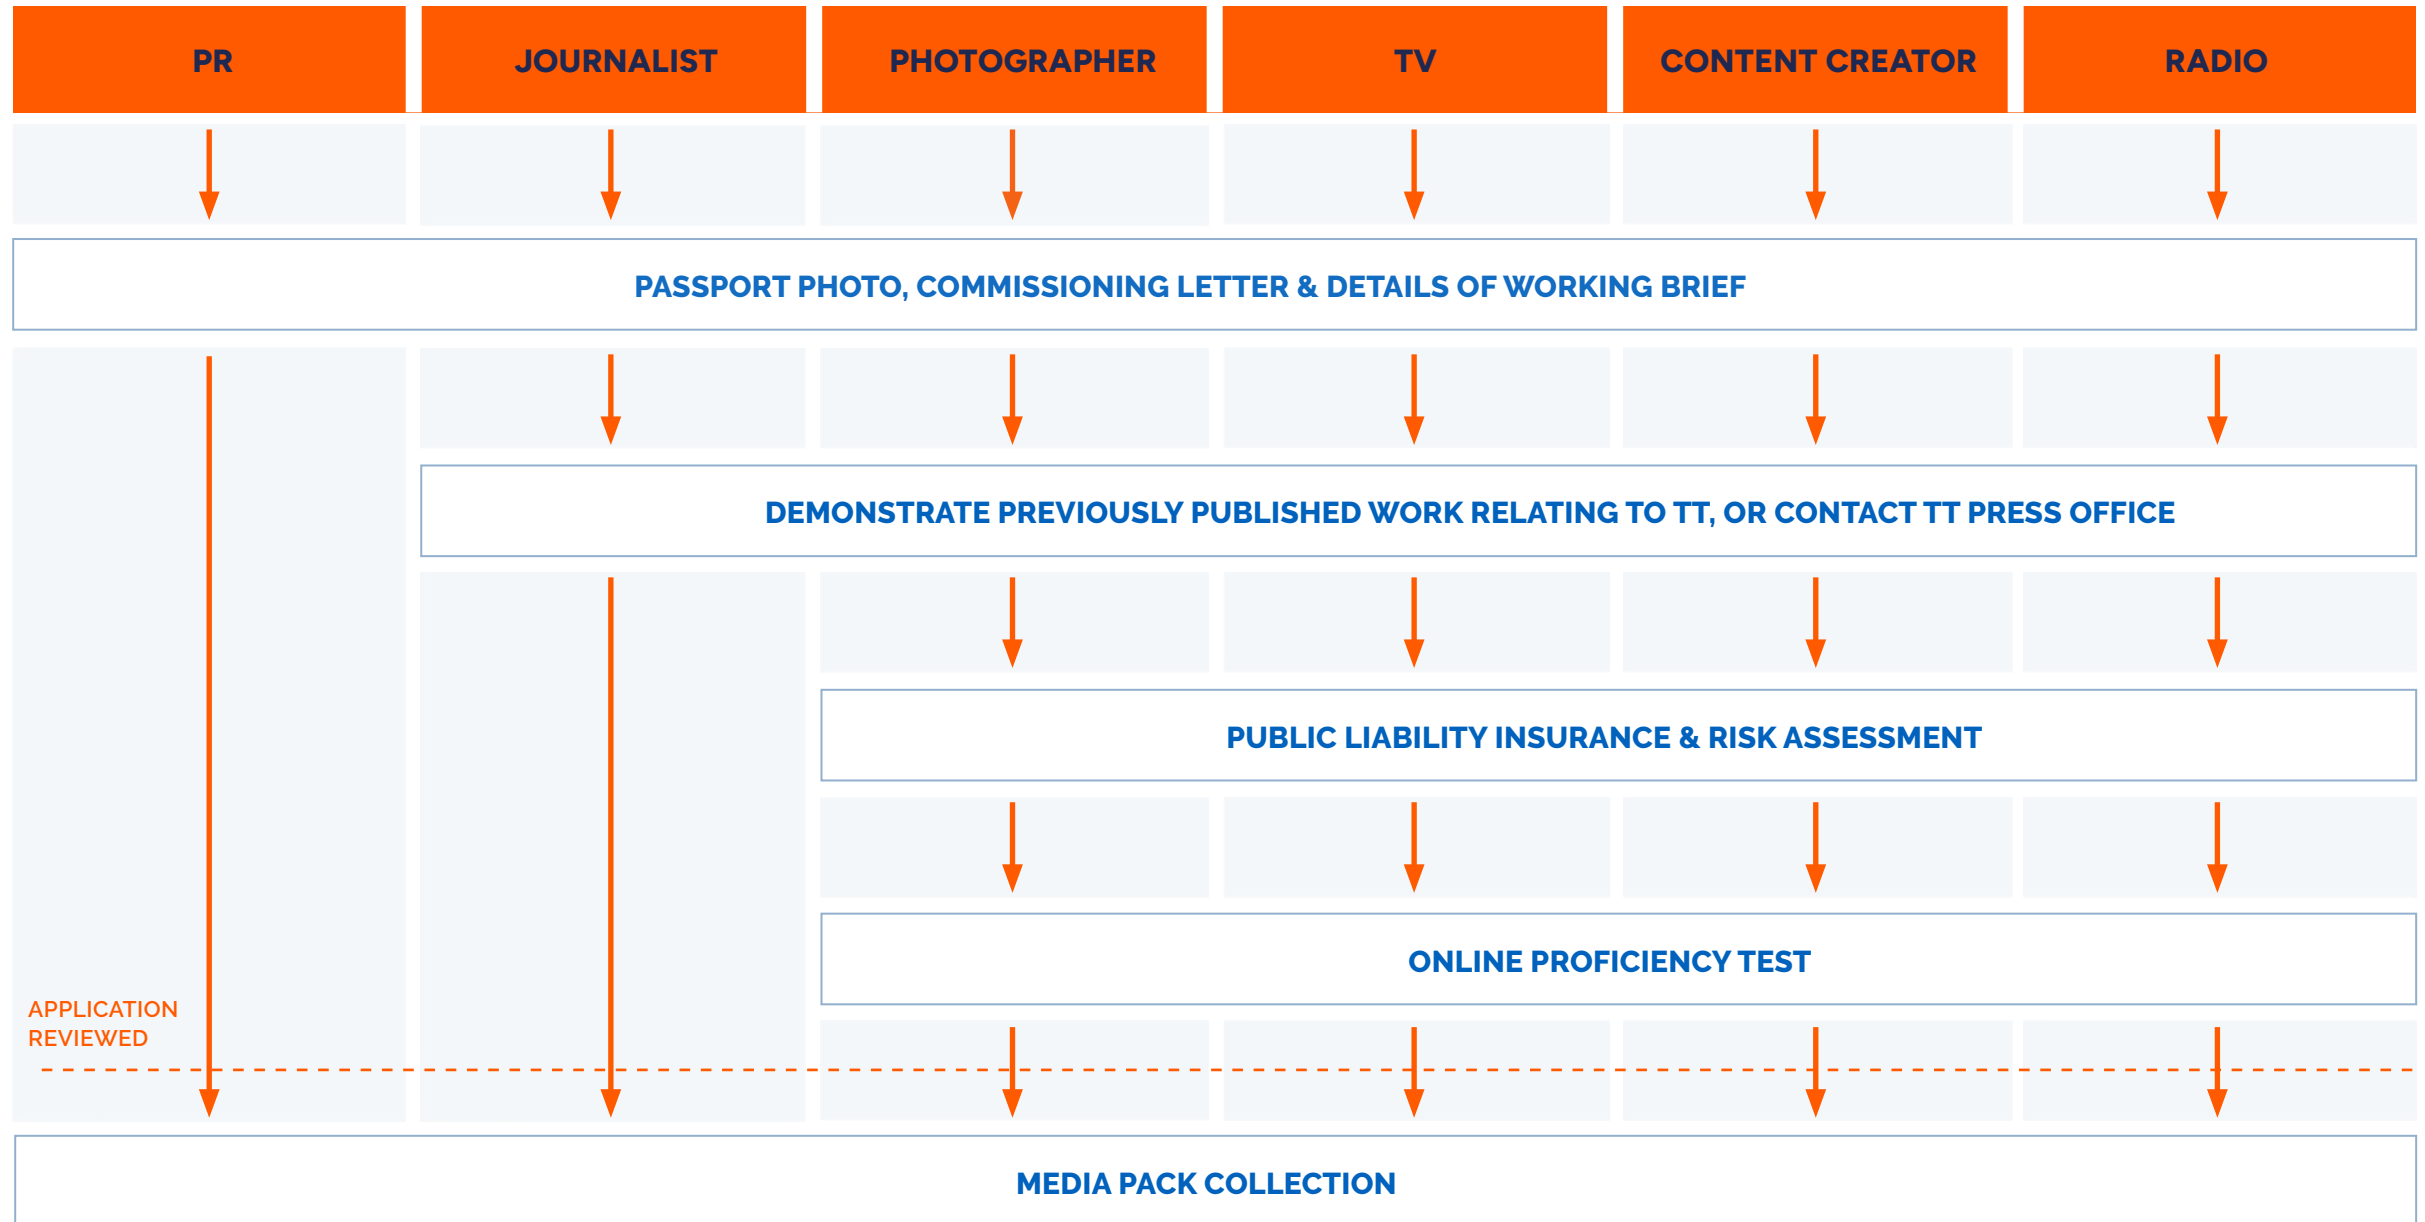 PR
JOURNALIST
PHOTOGRAPHER
TV
CONTENT CREATOR
RADIO
PASSPORT PHOTO, COMMISSIONING LETTER & DETAILS OF WORKING BRIEF
DEMONSTRATE PREVIOUSLY PUBLISHED WORK RELATING TO TT, OR CONTACT TT PRESS OFFICE
PUBLIC LIABILITY INSURANCE & RISK ASSESSMENT
ONLINE PROFICIENCY TEST
APPLICATION
REVIEWED
MEDIA PACK COLLECTION